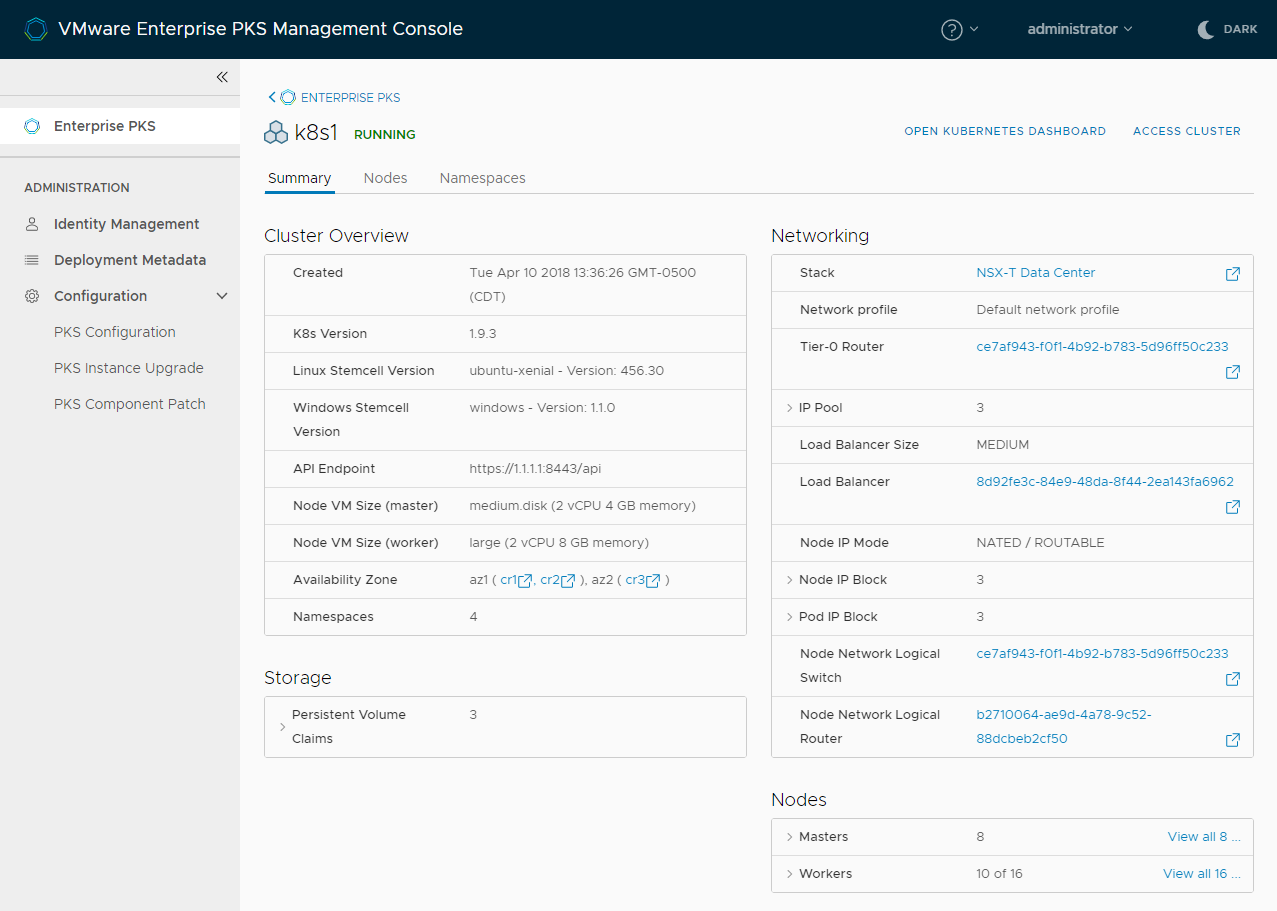 VMware Enterprise PKS Management Console
administrator
DARK
Enterprise PKS
ADMINISTRATION
Identity Management
Deployment Metadata
Configuration
PKS Configuration
PKS Instance Upgrade
PKS Component Patch
ENTERPRISE PKS
k8s1 RUNNING
OPEN KUBERNETES DASHBOARD ACCESS CLUSTER
Summary Nodes Namespaces
Cluster Overview
Created Tue Apr 10 2018 13:36:26 GMT-0500
(CDT)
K8s Version 1.9.3
Linux Stemcell Version ubuntu-xenial - Version: 456.30
Windows Stemcell windows - Version: 1.1.0
Version
API Endpoint https://1.1.1.1:8443/api
Node VM Size (master) medium.disk (2 vCPU 4 GB memory)
Node VM Size (worker) large (2 vCPU 8 GB memory)
Availability Zone az1 ( cr1, cr2 ), az2 ( cr3 )
Namespaces 4
Storage
Persistent Volume 3
Claims
Networking
Stack NSX-T Data Center
Network profile Default network profile
Tier-0 Router ce7af943-f0f1-4b92-b783-5d96ff50c233
IP Pool 3
Load Balancer Size MEDIUM
Load Balancer 8d92fe3c-84e9-48da-8f44-2ea143fa6962
Node IP Mode NATED / ROUTABLE
Node IP Block 3
Pod IP Block 3
Node Network Logical ce7af943-f0f1-4b92-b783-5d96ff50c233
Switch
Node Network Logical b2710064-ae9d-4a78-9c52-
Router 88dcbeb2cf50
Nodes
Masters 8 View all 8 ...
Workers 10 of 16 View all 16 ...